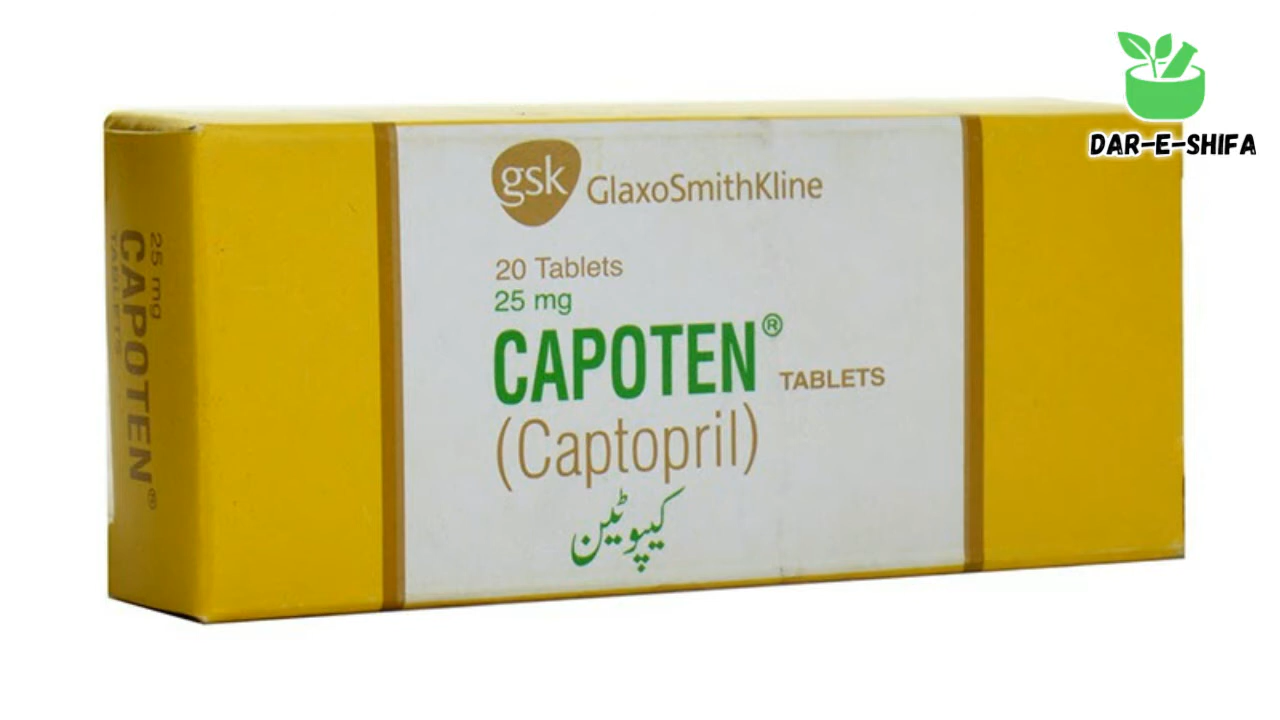 DAR-E-SHIFA
gsk GlaxoSmithKline
20 Tablets
25 mg
CAPOTEN® TABLETS
(Captopril)
کیپوٹین
25 mg
CAPOTEN®
TABLETS